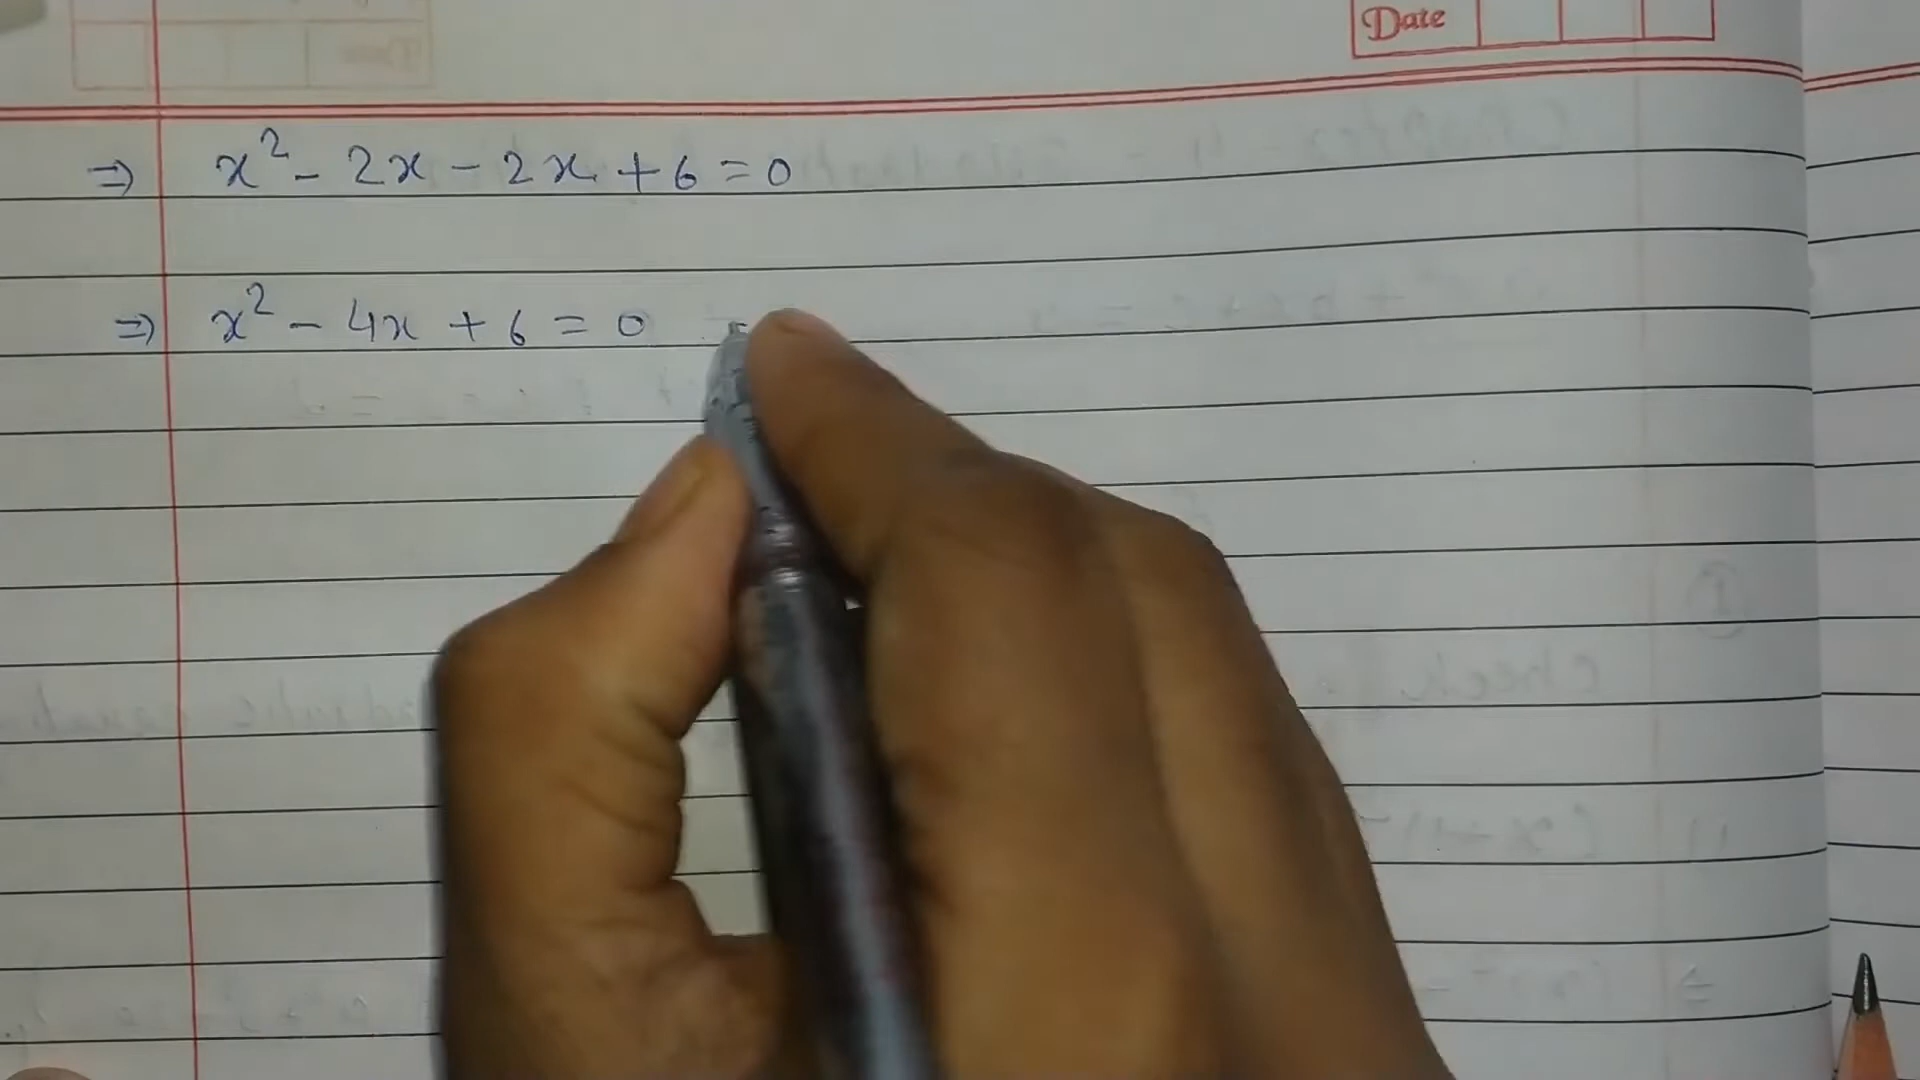 Date
⇒ x² - 2x - 2x + 6 = 0
⇒ x² - 4x + 6 = 0